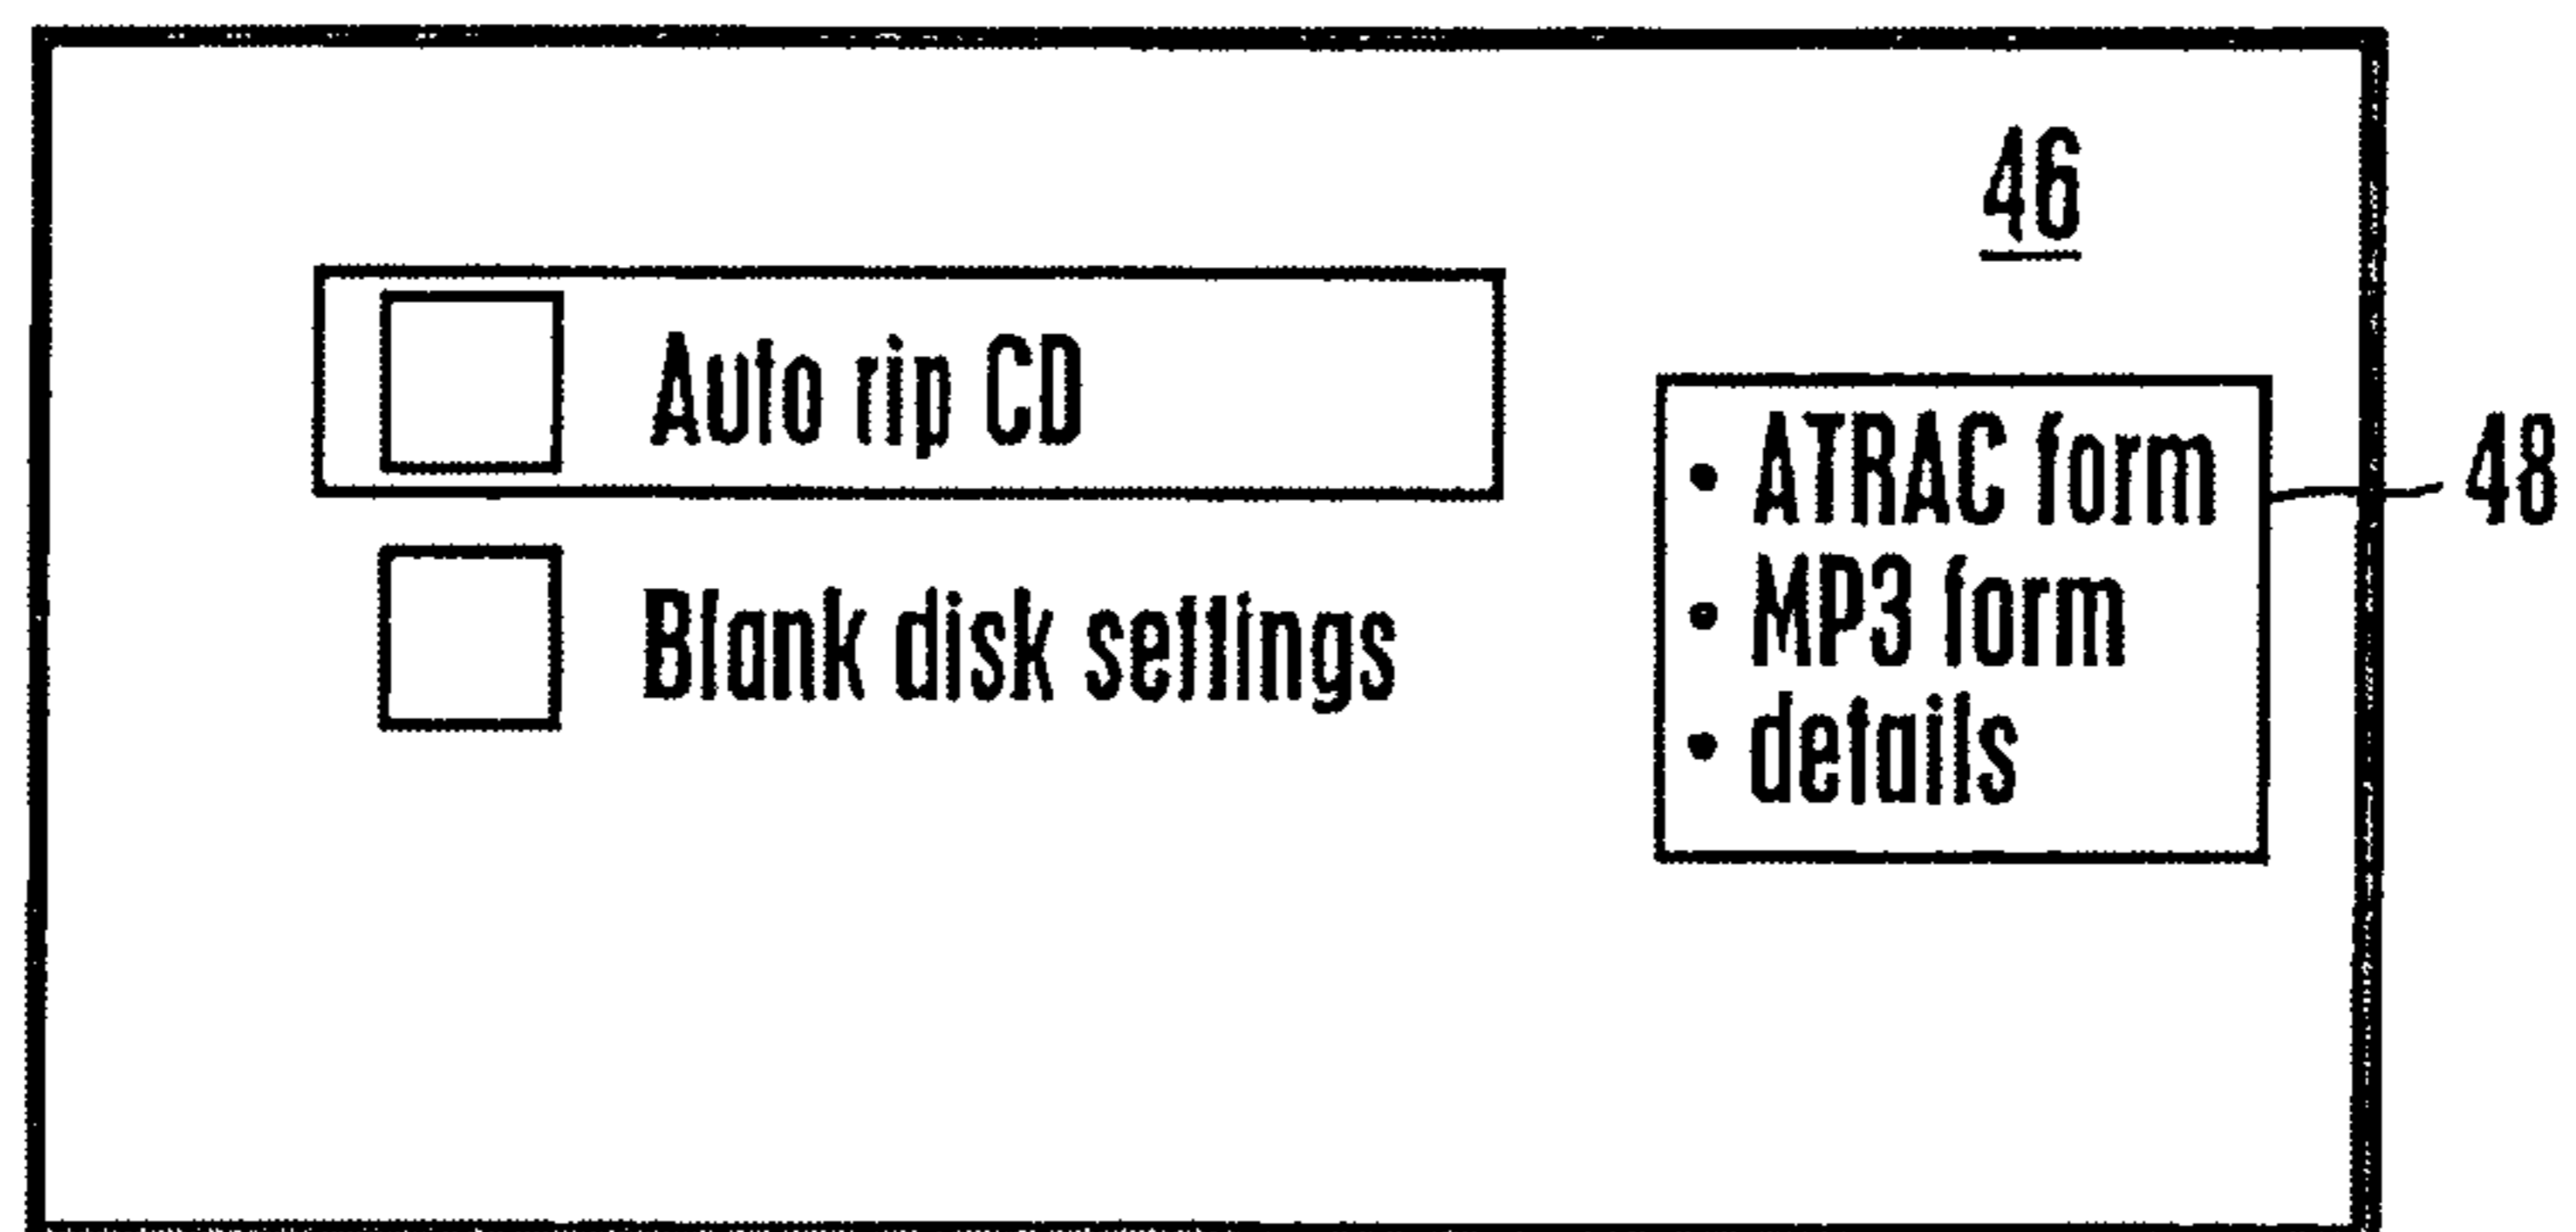 46
Auto rip CD
Blank disk settings
• ATRAC form
• MP3 form
• details
48